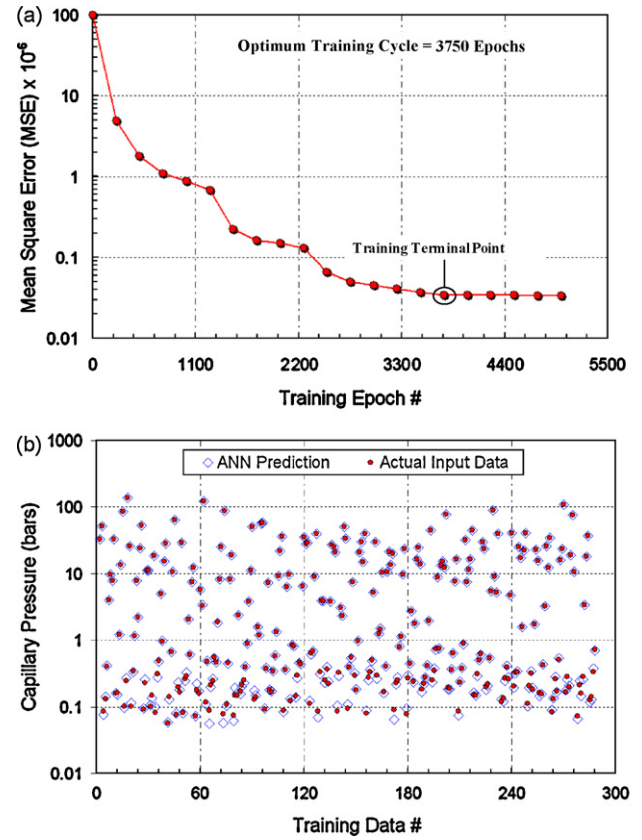 (a)
100
10
1
0.1
0.01
Mean Square Error (MSE) x 10-6
Optimum Training Cycle = 3750 Epochs
Training Terminal Point
0 1100 2200 3300 4400 5500
Training Epoch #
(b)
1000
100
10
1
0.1
0.01
Capillary Pressure (bars)
ANN Prediction Actual Input Data
0 60 120 180 240 300
Training Data #